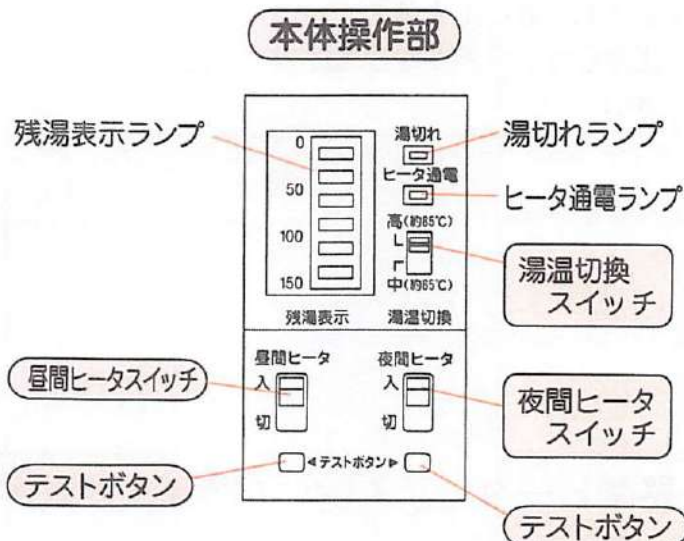 本体操作部
残湯表示ランプ
0
50
100
150
残湯表示
湯切れ
ヒータ通電
高(約85℃)
中(約65℃)
湯温切換
湯切れランプ
ヒータ通電ランプ
湯温切換
スイッチ
昼間ヒータスイッチ
昼間ヒータ
入
切
夜間ヒータ
入
切
夜間ヒータ
スイッチ
◀テストボタン▶
テストボタン
テストボタン